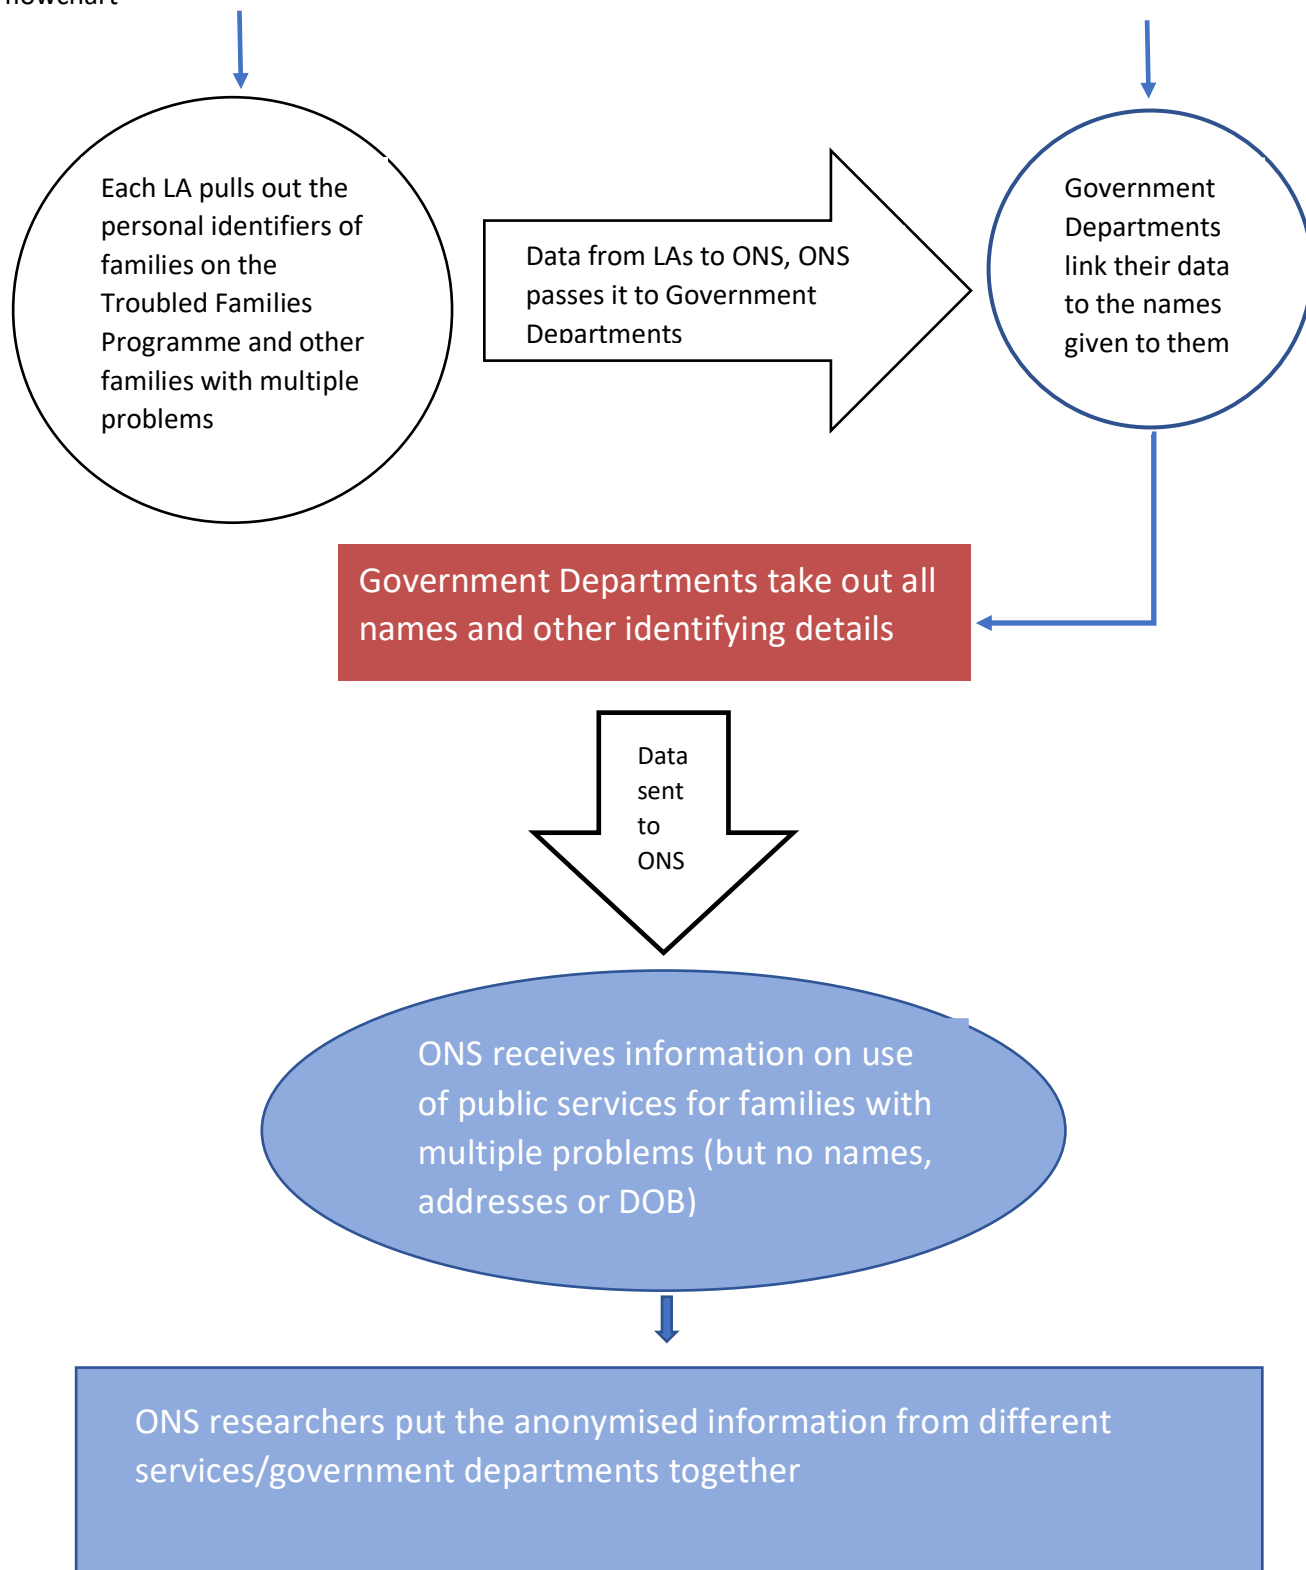 flowchart
Each LA pulls out the
personal identifiers of
families on the
Troubled Families
Programme and other
families with multiple
problems
Data from LAs to ONS, ONS
passes it to Government
Departments
Government
Departments
link their data
to the names
given to them
Government Departments take out all
names and other identifying details
Data
sent
to
ONS
ONS receives information on use
of public services for families with
multiple problems (but no names,
addresses or DOB)
ONS researchers put the anonymised information from different
services/government departments together